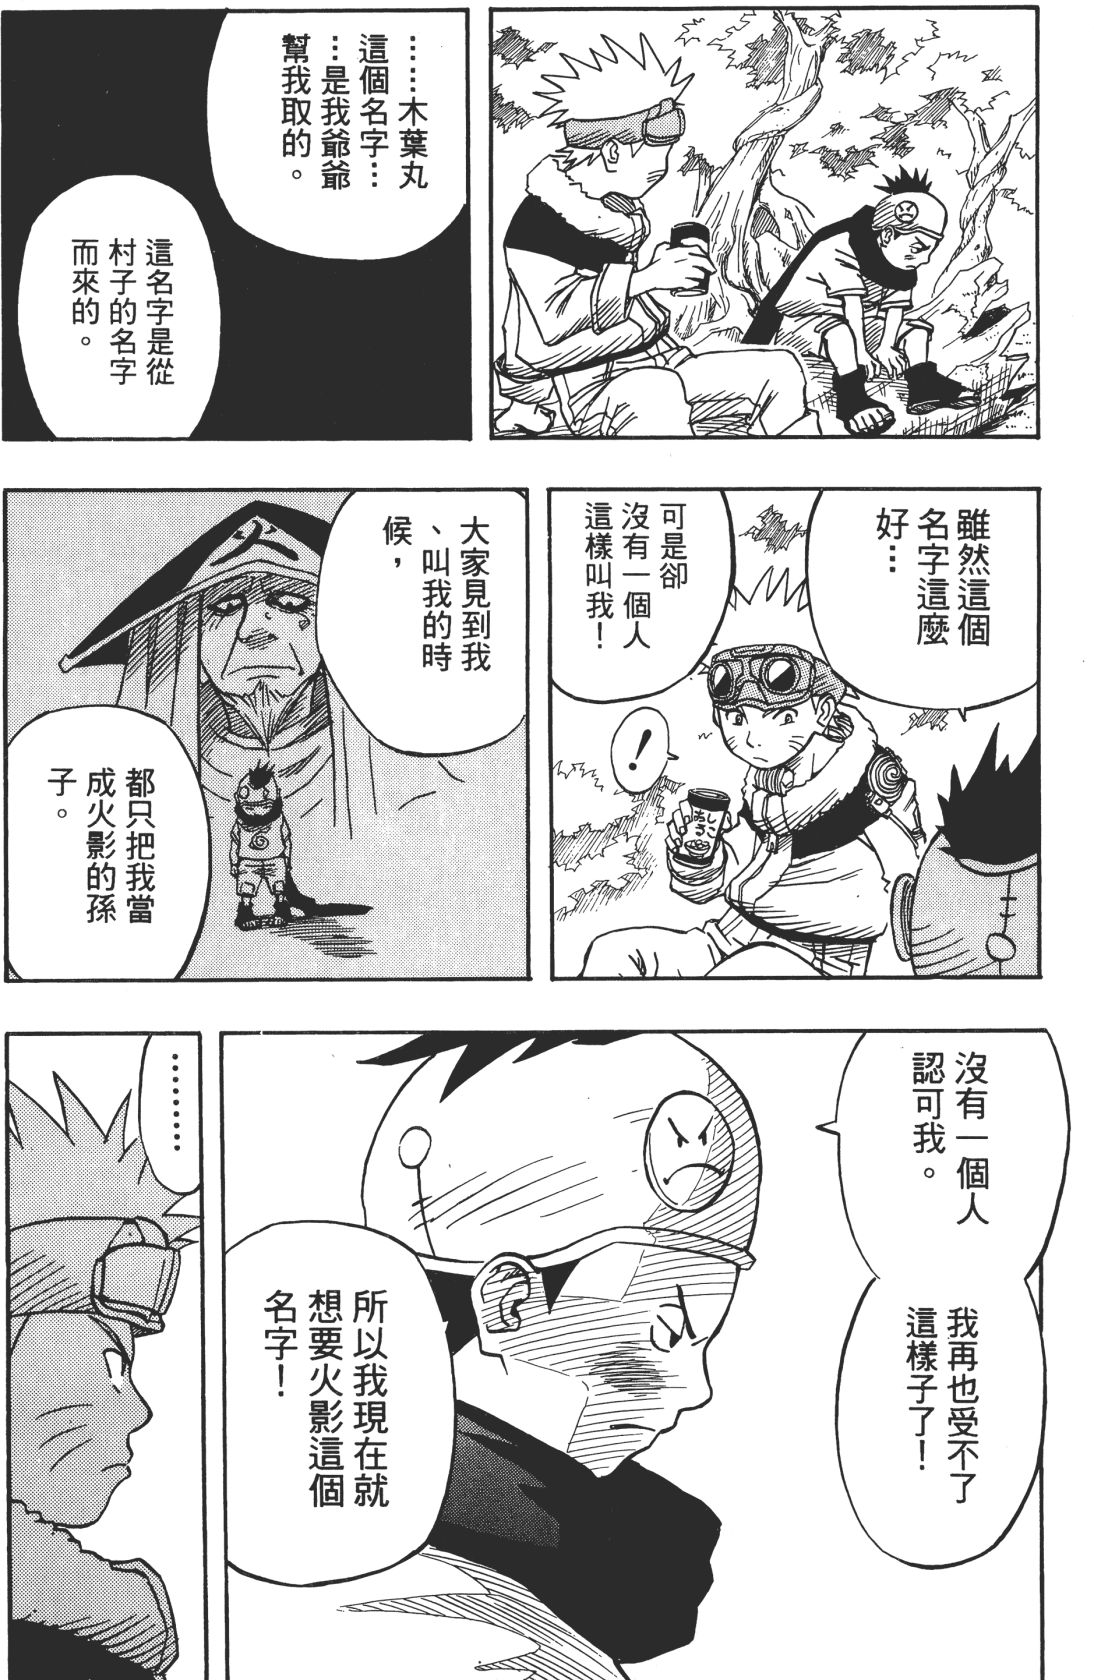 ……木葉丸
這個名字…
…是我爺爺
幫我取的。
這名字是從
村子的名字
而來的。
雖然這個
名字這麼
好…
可是卻
沒有一個人
這樣叫我！
！
しこ
みる
大家見到我
、叫我的時
候，
火
都只把我當
成火影的孫
子。
沒有一個人
認可我。
我再也受不了
這樣子了！
所以我現在就
想要火影這個
名字！
………